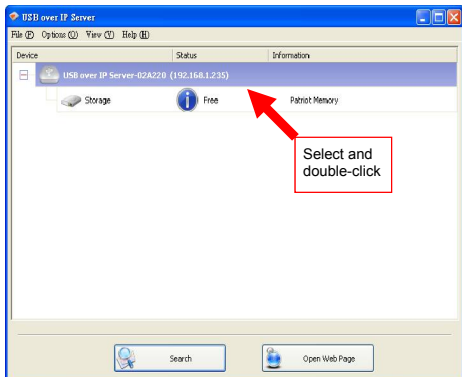 USB over IP Server
File (F) Options (O) View (V) Help (H)
Device Status Information
USB over IP Server-02A220 (192.168.1.235)
Storage Free Patriot Memory
Select and
double-click
Search Open Web Page